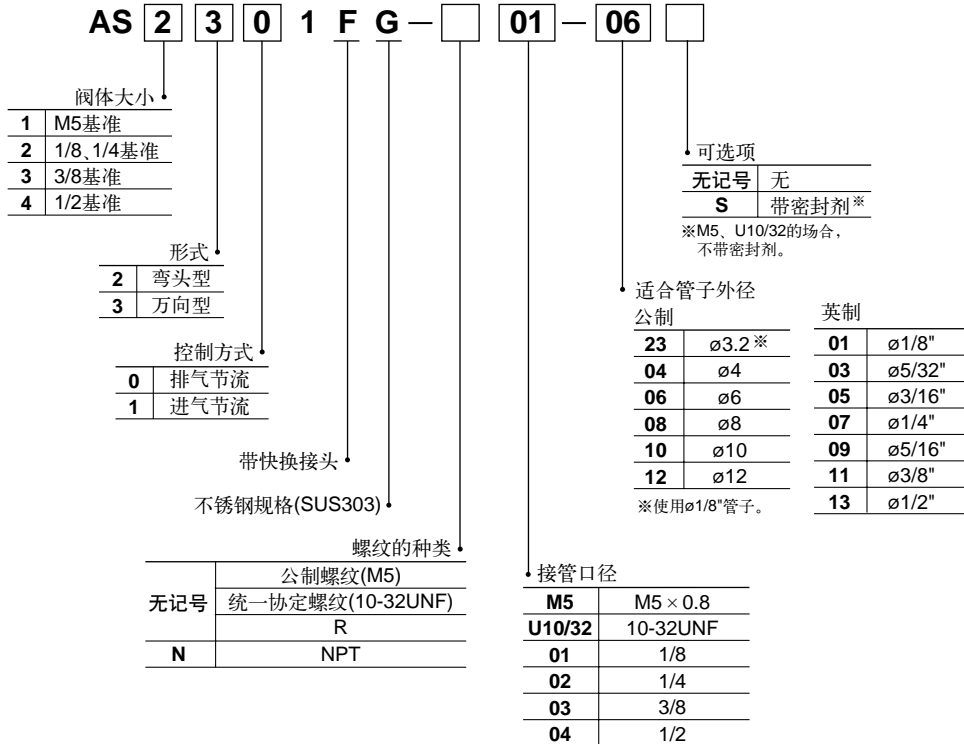 AS 2 3 0 1 F G － 01 － 06
阀体大小
1 M5基准
2 1/8、1/4基准
3 3/8基准
4 1/2基准
形式
2 弯头型
3 万向型
控制方式
0 排气节流
1 进气节流
带快换接头
不锈钢规格(SUS303)
螺纹的种类
无记号 公制螺纹(M5)
统一协定螺纹(10-32UNF)
R
N NPT
可选项
无记号 无
S 带密封剂※
※M5、U10/32的场合，
不带密封剂。
适合管子外径
公制
23 ø3.2※
04 ø4
06 ø6
08 ø8
10 ø10
12 ø12
※使用ø1/8"管子。
英制
01 ø1/8"
03 ø5/32"
05 ø3/16"
07 ø1/4"
09 ø5/16"
11 ø3/8"
13 ø1/2"
接管口径
M5 M5×0.8
U10/32 10-32UNF
01 1/8
02 1/4
03 3/8
04 1/2